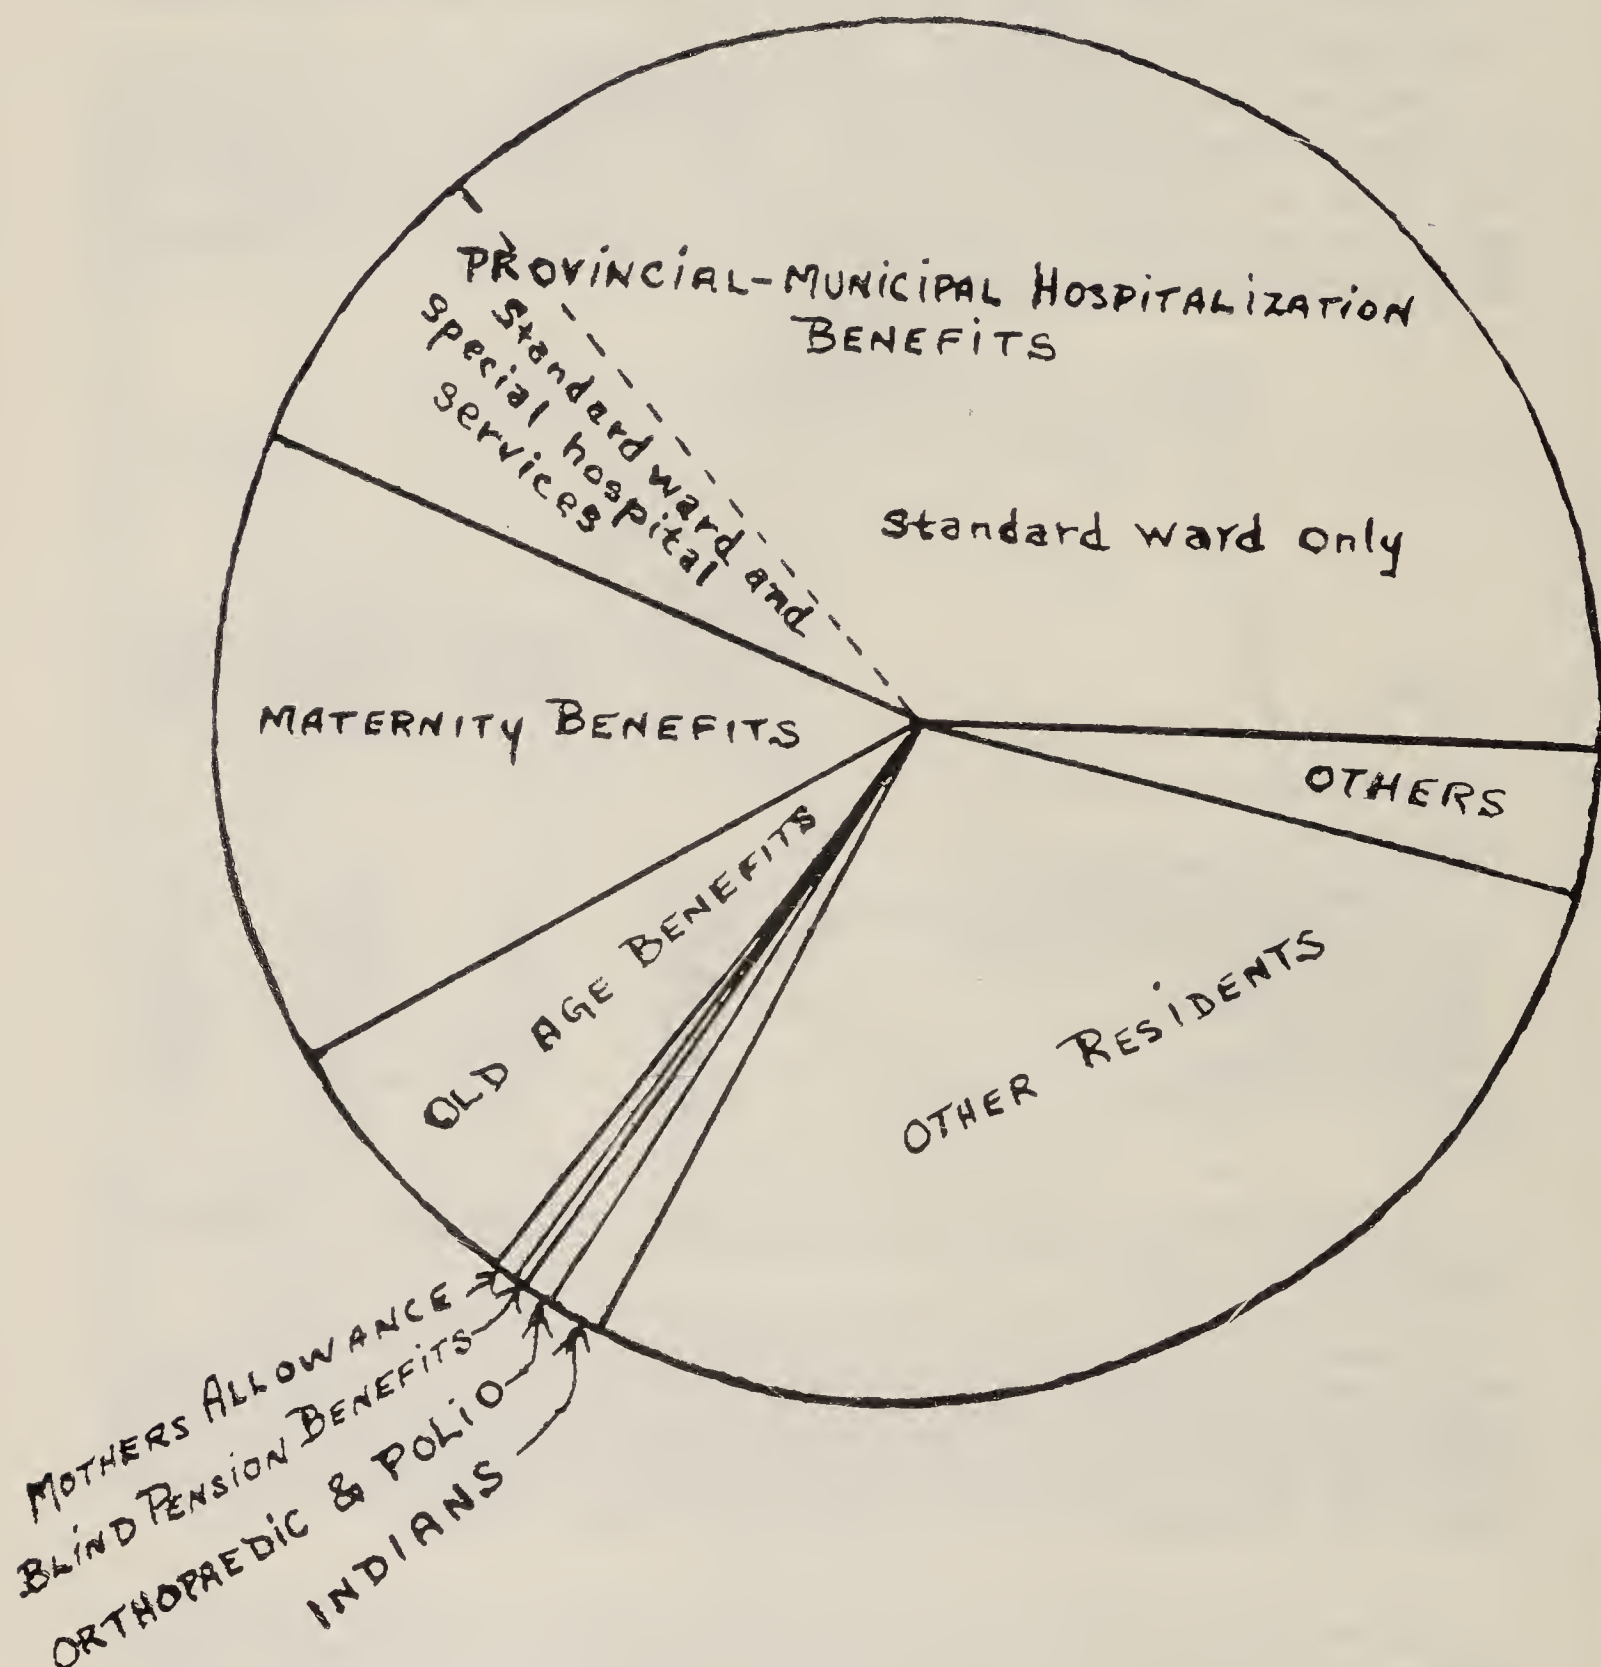 PROVINCIAL-MUNICIPAL HOSPITALIZATION
BENEFITS
Standard ward and
special hospital
services
Standard ward only
MATERNITY BENEFITS
OTHERS
OLD AGE BENEFITS
OTHER RESIDENTS
MOTHERS ALLOWANCE
BLIND PENSION BENEFITS
ORTHOPAEDIC & POLIO
INDIANS